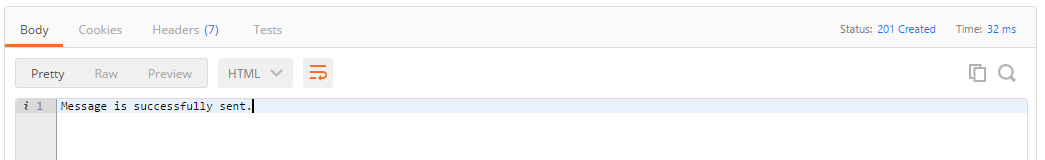 Body Cookies Headers (7) Tests Status: 201 Created Time: 32 ms
Pretty Raw Preview HTML
i 1 Message is successfully sent.